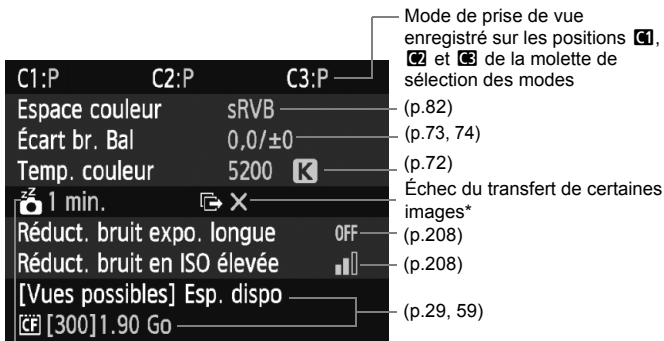 Mode de prise de vue
enregistré sur les positions C1,
C2 et C3 de la molette de
sélection des modes
C1:P C2:P C3:P
Espace couleur sRVB
(p.82)
Écart br. Bal 0,0/±0
(p.73, 74)
Temp. couleur 5200 K
(p.72)
zz 1 min.
Échec du transfert de certaines
images*
Réduct. bruit expo. longue OFF
(p.208)
Réduct. bruit en ISO élevée
(p.208)
[Vues possibles] Esp. dispo
CF [300]1.90 Go
(p.29, 59)